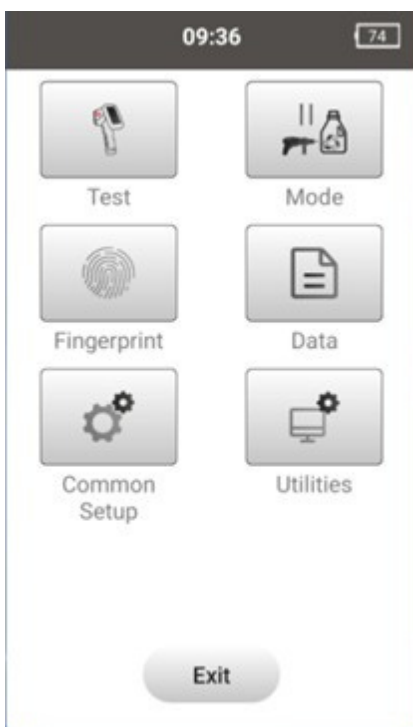 09:36
74
Test
Mode
Fingerprint
Data
Common
Setup
Utilities
Exit